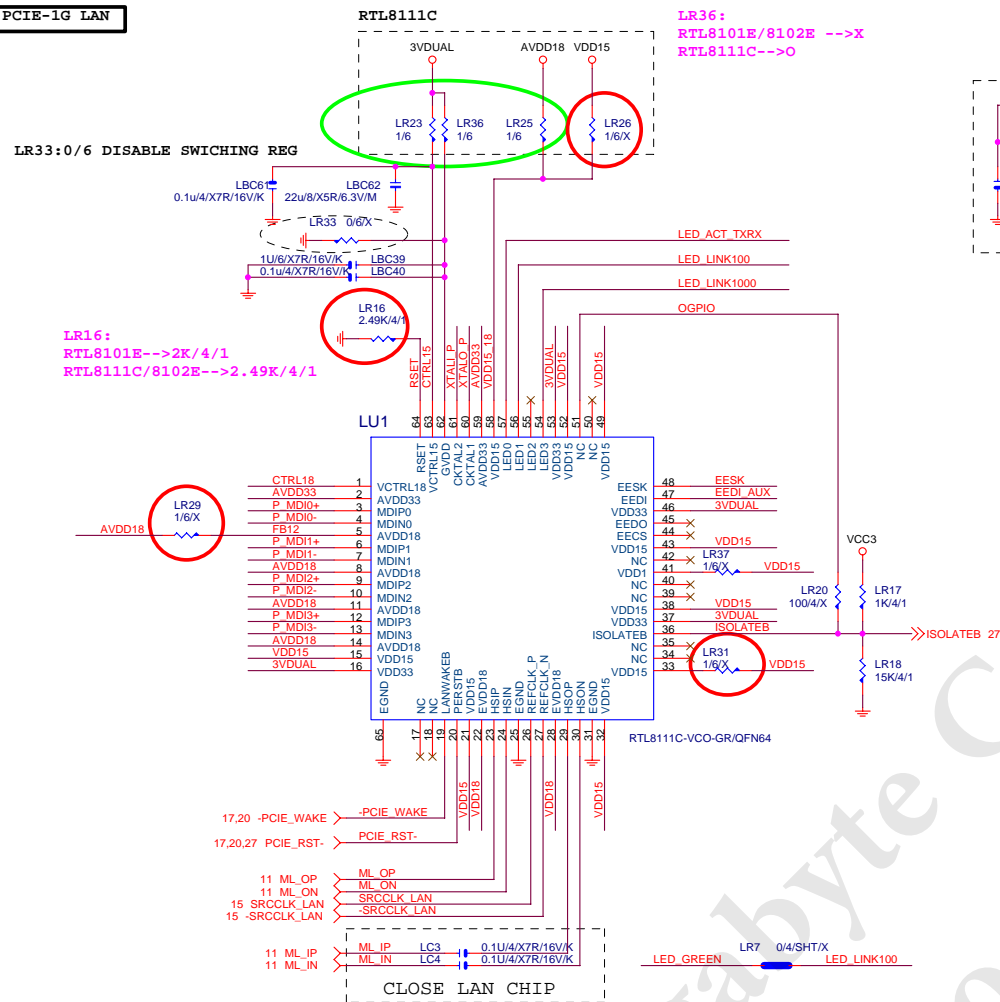 PCIE-1G LAN
RTL8111C
LR36:
RTL8101E/8102E -->X
RTL8111C-->O
3VDUAL
AVDD18
VDD15
LR23
1/6
LR36
1/6
LR25
1/6
LR26
1/6/X
LR33:0/6 DISABLE SWICHING REG
LBC61
0.1u/4/X7R/16V/K
LBC62
22u/8/X5R/6.3V/M
LR33 0/6/X
1U/6/X7R/16V/K LBC39
0.1u/4/X7R/16V/K LBC40
LR16
2.49K/4/1
LR16:
RTL8101E-->2K/4/1
RTL8111C/8102E-->2.49K/4/1
LED_ACT_TXRX
LED_LINK100
LED_LINK1000
OGPIO
RSET
CTRL15
XTALI_P
XTALO_P
AVDD33
VDD15_18
3VDUAL
VDD15
VDD15
LU1
64
63
62
61
60
59
58
57
56
55
54
53
52
51
50
49
RSET
VCTRL15
GVDD
CKTAL2
CKTAL1
AVDD33
VDD15
LED0
LED1
LED2
LED3
VDD33
VDD15
NC
NC
VDD15
CTRL18 1 VCTRL18
AVDD33 2 AVDD33
P_MDI0+ 3 MDIP0
P_MDI0- 4 MDIN0
FB12 5 AVDD18
P_MDI1+ 6 MDIP1
P_MDI1- 7 MDIN1
AVDD18 8 AVDD18
P_MDI2+ 9 MDIP2
P_MDI2- 10 MDIN2
AVDD18 11 AVDD18
P_MDI3+ 12 MDIP3
P_MDI3- 13 MDIN3
AVDD18 14 AVDD18
VDD15 15 VDD15
3VDUAL 16 VDD33
LR29
1/6/X
AVDD18
EESK 48 EESK
EEDI 47 EEDI_AUX
VDD33 46 3VDUAL
EEDO 45
EECS 44
VDD15 43 VDD15
NC 42
VDD1 41
NC 40
NC 39
VDD15 38 VDD15
VDD33 37 3VDUAL
ISOLATEB 36 ISOLATEB
NC 35
NC 34
VDD15 33
LR37
1/6/X
VDD15
LR31
1/6/X
VDD15
VCC3
LR20
100/4/X
LR17
1K/4/1
ISOLATEB 27
LR18
15K/4/1
EGND
NC
NC
LANWAKEB
PERSTB
VDD15
EVDD18
HSIP
HSIN
EGND
REFCLK_P
REFCLK_N
EVDD18
HSOP
HSON
EGND
VDD15
65
17
18
19
20
21
22
23
24
25
26
27
28
29
30
31
32
RTL8111C-VCO-GR/QFN64
VDD15
VDD18
VDD18
VDD15
17,20 -PCIE_WAKE -PCIE_WAKE
17,20,27 PCIE_RST- PCIE_RST-
11 ML_OP ML_OP
11 ML_ON ML_ON
15 SRCCLK_LAN SRCCLK_LAN
15 -SRCCLK_LAN -SRCCLK_LAN
11 ML_IP ML_IP LC3 0.1U/4/X7R/16V/K
11 ML_IN ML_IN LC4 0.1U/4/X7R/16V/K
CLOSE LAN CHIP
LR7 0/4/SHT/X
LED_GREEN
LED_LINK100
abyte C